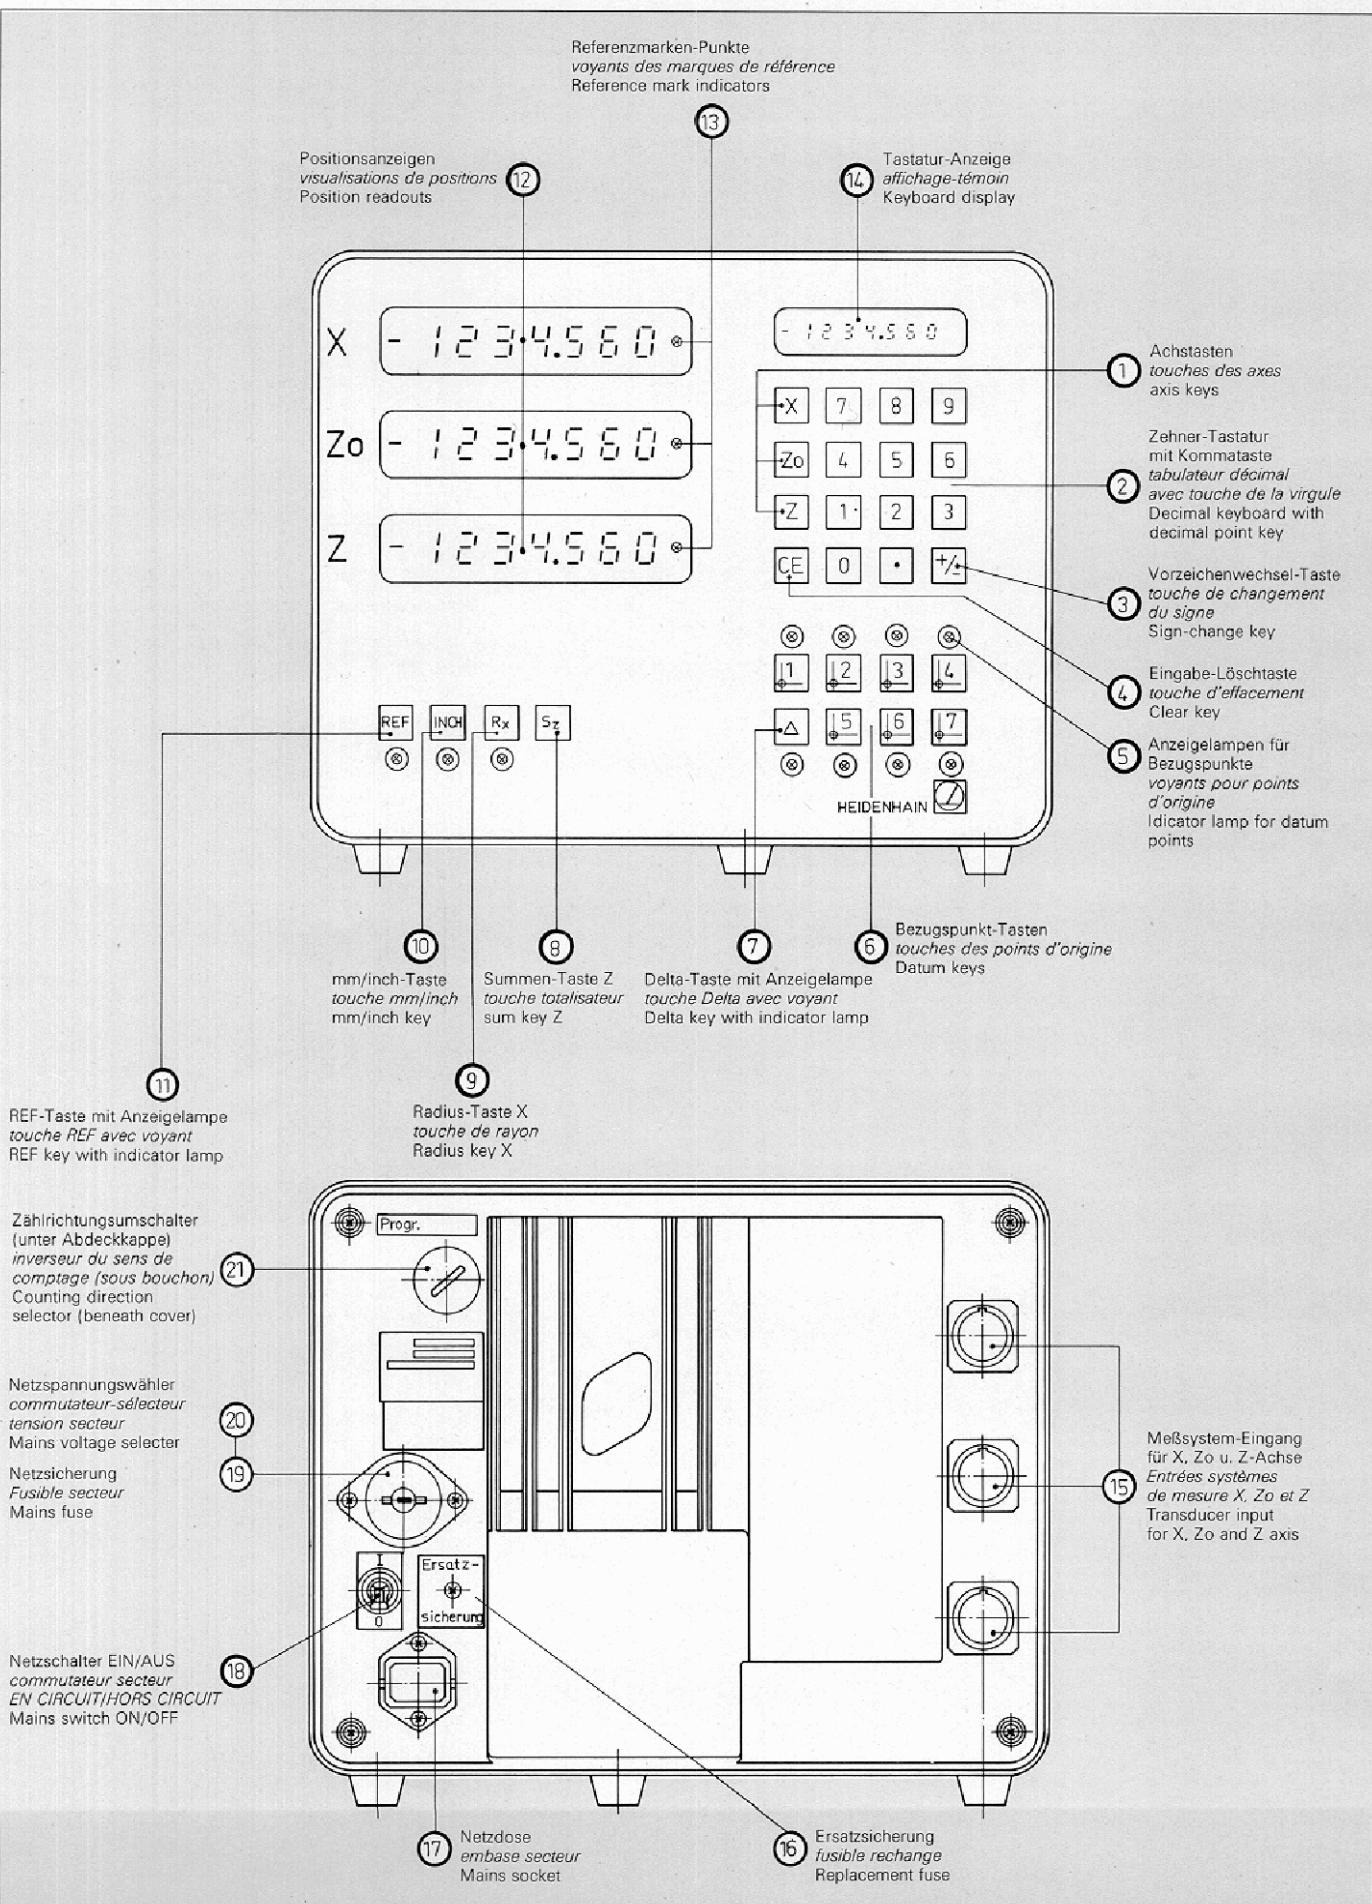 Referenzmarken-Punkte
voyants des marques de référence
Reference mark indicators
13
Positionsanzeigen
visualisations de positions
Position readouts
12
14
Tastatur-Anzeige
affichage-témoin
Keyboard display
X
- 1234.560
- 1234.560
Zo
- 1234.560
Z
- 1234.560
X 7 8 9
Zo 4 5 6
Z 1 2 3
CE 0 . +/-
1 2 3 4
△ 5 6 7
REF INCH Rx Sz
HEIDENHAIN
1
Achstasten
touches des axes
axis keys
2
Zehner-Tastatur
mit Kommataste
tabulateur décimal
avec touche de la virgule
Decimal keyboard with
decimal point key
3
Vorzeichenwechsel-Taste
touche de changement
du signe
Sign-change key
4
Eingabe-Löschtaste
touche d'effacement
Clear key
5
Anzeigelampen für
Bezugspunkte
voyants pour points
d'origine
Idicator lamp for datum
points
10
mm/inch-Taste
touche mm/inch
mm/inch key
8
Summen-Taste Z
touche totalisateur
sum key Z
7
Delta-Taste mit Anzeigelampe
touche Delta avec voyant
Delta key with indicator lamp
6
Bezugspunkt-Tasten
touches des points d'origine
Datum keys
11
REF-Taste mit Anzeigelampe
touche REF avec voyant
REF key with indicator lamp
9
Radius-Taste X
touche de rayon
Radius key X
Zählrichtungsumschalter
(unter Abdeckkappe)
inverseur du sens de
comptage (sous bouchon)
Counting direction
selector (beneath cover)
21
Progr.
Netzspannungswähler
commutateur-sélecteur
tension secteur
Mains voltage selecter
20
Netzsicherung
Fusible secteur
Mains fuse
19
I
O
Ersatz-
sicherung
Meßsystem-Eingang
für X, Zo u. Z-Achse
Entrées systèmes
de mesure X, Zo et Z
Transducer input
for X, Zo and Z axis
15
Netzschalter EIN/AUS
commutateur secteur
EN CIRCUIT/HORS CIRCUIT
Mains switch ON/OFF
18
17
Netzdose
embase secteur
Mains socket
16
Ersatzsicherung
fusible rechange
Replacement fuse